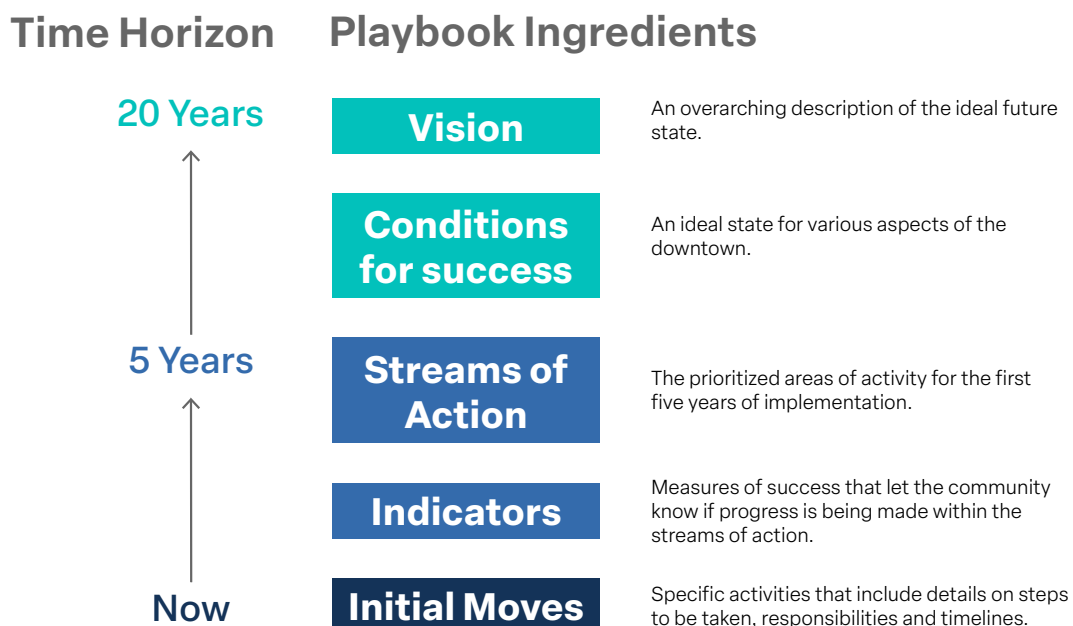 Time Horizon
Playbook Ingredients
20 Years
Vision
An overarching description of the ideal future
state.
Conditions
for success
An ideal state for various aspects of the
downtown.
5 Years
Streams of
Action
The prioritized areas of activity for the first
five years of implementation.
Indicators
Measures of success that let the community
know if progress is being made within the
streams of action.
Now
Initial Moves
Specific activities that include details on steps
to be taken, responsibilities and timelines.